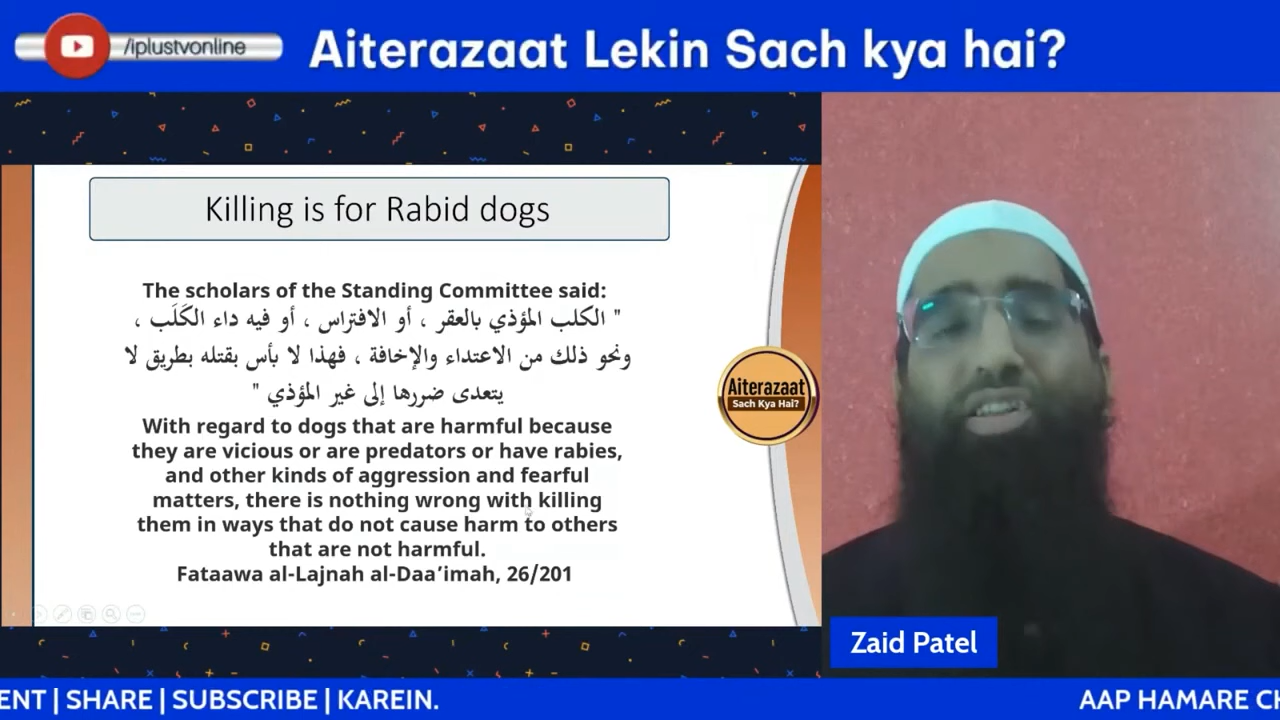 /iplustvonline
Aiterazaat Lekin Sach kya hai?
Killing is for Rabid dogs
The scholars of the Standing Committee said:
" الكلب المؤذي بالعقر ، أو الافتراس ، أو فيه داء الكَلَب ،
ونحو ذلك من الاعتداء والإخافة ، فهذا لا بأس بقتله بطريق لا
يتعدى ضررها إلى غير المؤذي "
With regard to dogs that are harmful because
they are vicious or are predators or have rabies,
and other kinds of aggression and fearful
matters, there is nothing wrong with killing
them in ways that do not cause harm to others
that are not harmful.
Fataawa al-Lajnah al-Daa’imah, 26/201
Aiterazaat
Sach Kya Hai?
Zaid Patel
ENT | SHARE | SUBSCRIBE | KAREIN.
AAP HAMARE CH